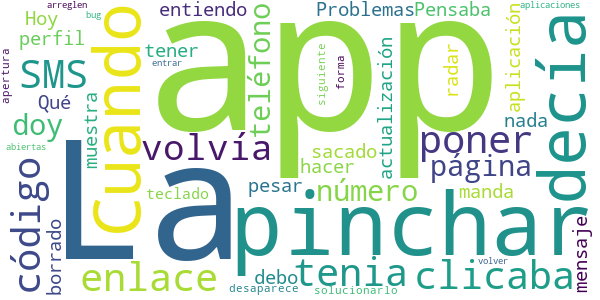 arreglen
bug
entiendo
Problemas
Pensaba
aplicaciones
Hoy
perfil
tener
entrar
SMS
cuando
app
teléfono
siguiente
forma
radar
aplicación
decía
apertura
Qué
doy
muestra
volvía
sacado
hacer
actualización
poner
nada
página
abiertas
código
La
teclado
pesar
número
manda
pinchar
borrado
enlace
debo
desaparece
tenia
solucionarlo
clicaba
volver
mensaje